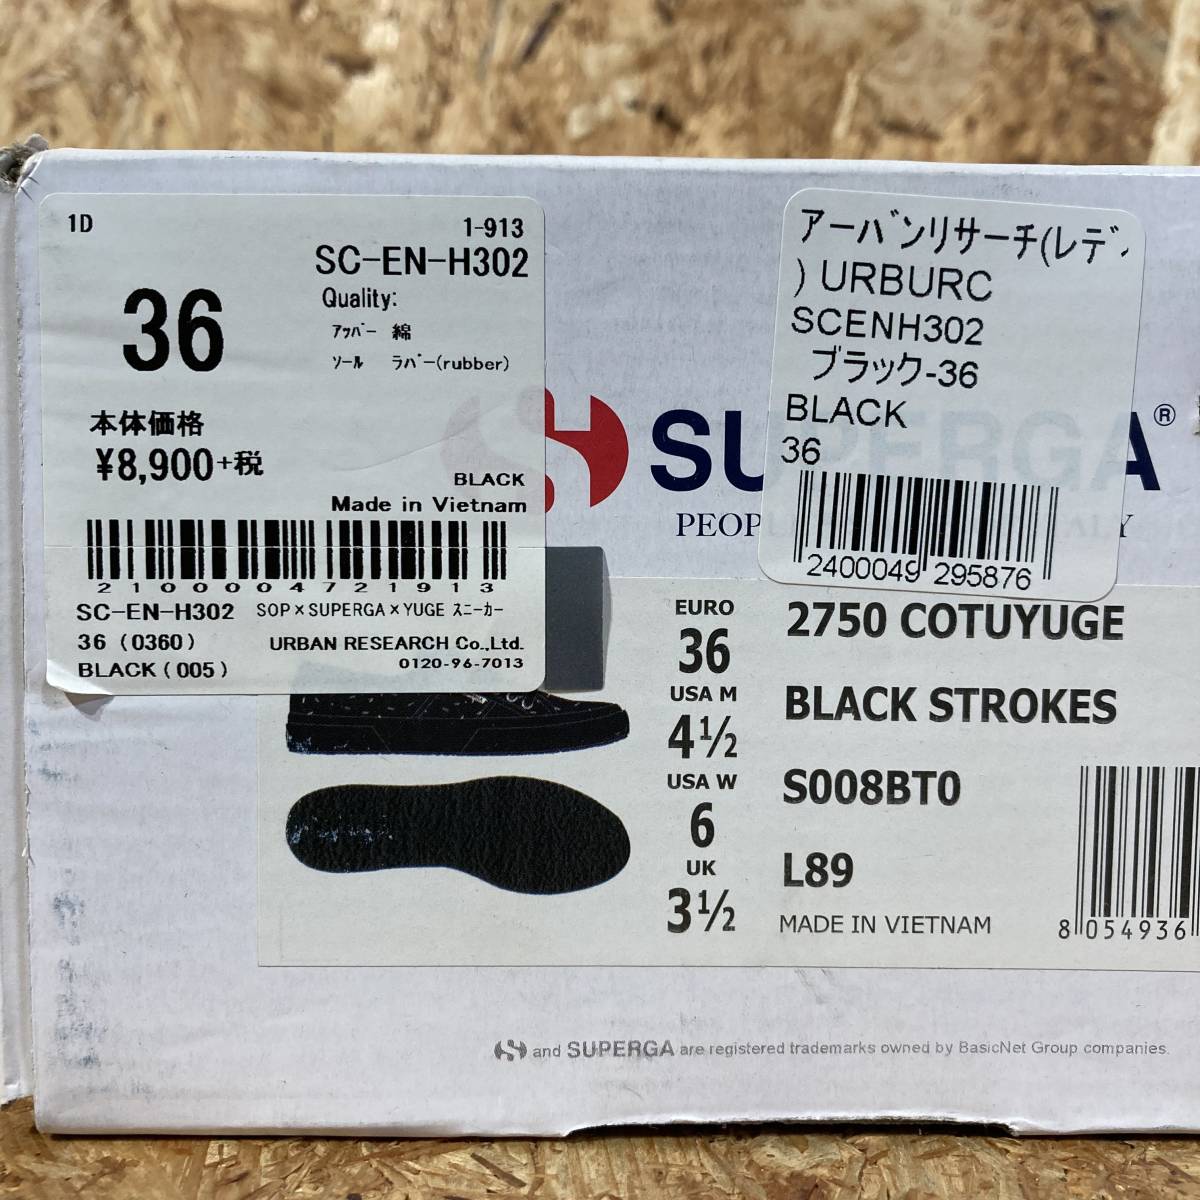 1D
1-913
SC-EN-H302
36
Quality:
アッパー 綿
ソール ラバー(rubber)
本体価格
¥8,900+税
BLACK
Made in Vietnam
2100004721913
SC-EN-H302 SOP×SUPERGA×YUGE スニーカー
36 (0360) URBAN RESEARCH Co.,Ltd.
BLACK (005) 0120-96-7013
アーバンリサーチ(レデ
) URBURC
SCENH302
ブラック-36
BLACK
36
2400049 295876
SUPERGA®
EURO
36
USA M
4½
USA W
6
UK
3½
2750 COTUYUGE
BLACK STROKES
S008BT0
L89
MADE IN VIETNAM
8 054936
and SUPERGA are registered trademarks owned by BasicNet Group companies.